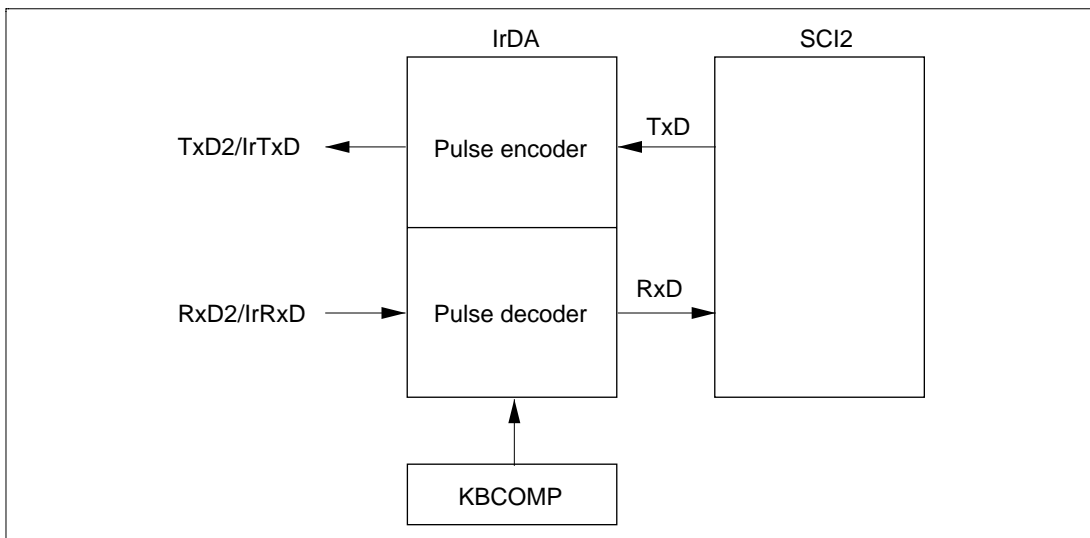 IrDA
SCI2
TxD2/IrTxD
Pulse encoder
TxD
RxD2/IrRxD
Pulse decoder
RxD
KBCOMP